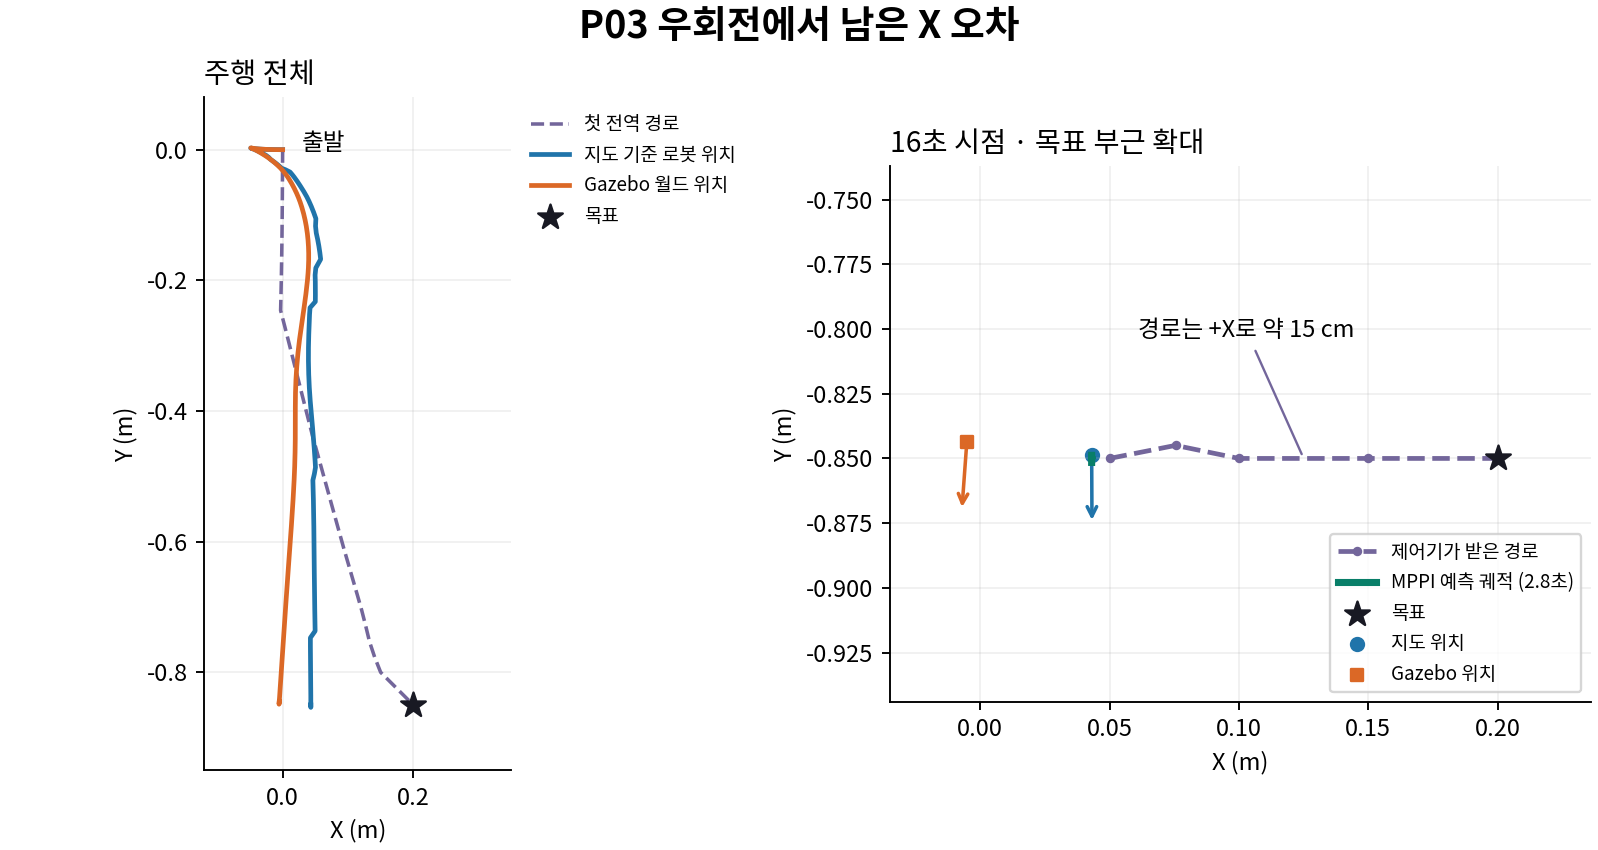 P03 우회전에서 남은 X 오차
주행 전체
출발
0.0
-0.2
-0.4
-0.6
-0.8
Y (m)
0.0
0.2
X (m)
첫 전역 경로
지도 기준 로봇 위치
Gazebo 월드 위치
목표
16초 시점 · 목표 부근 확대
-0.750
-0.775
-0.800
-0.825
-0.850
-0.875
-0.900
-0.925
Y (m)
경로는 +X로 약 15 cm
제어기가 받은 경로
MPPI 예측 궤적 (2.8초)
목표
지도 위치
Gazebo 위치
0.00
0.05
0.10
0.15
0.20
X (m)